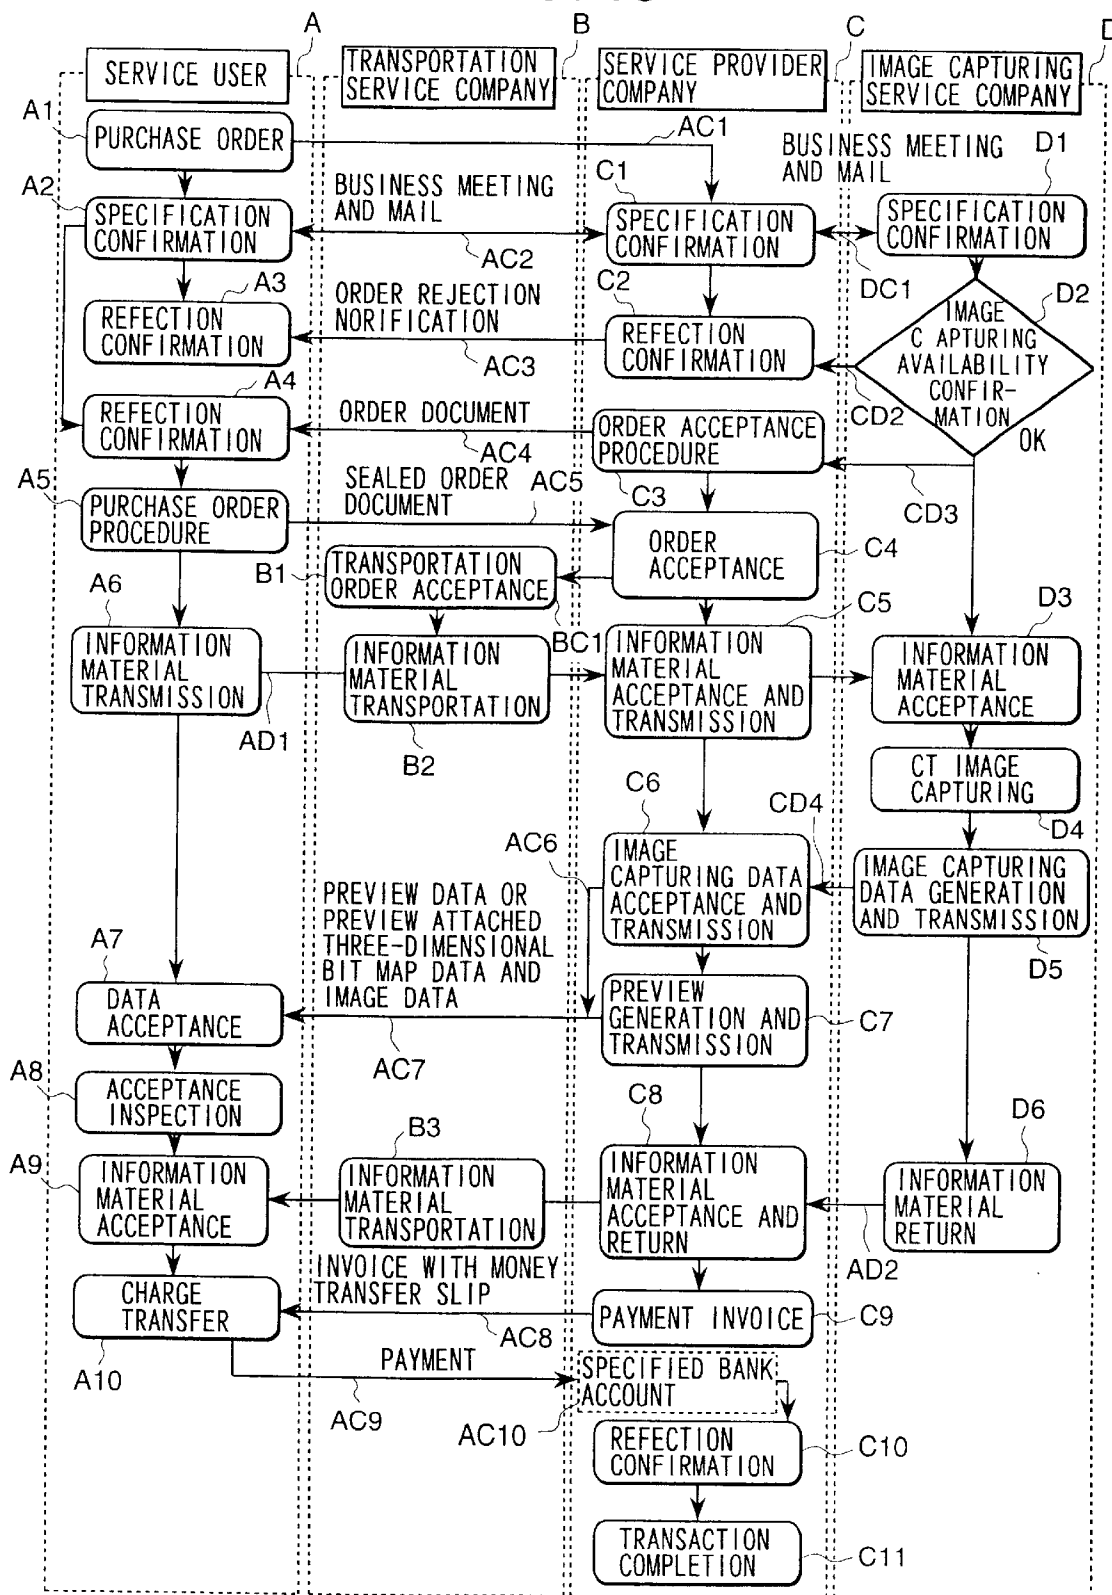 A
B
C
D
SERVICE USER
TRANSPORTATION
SERVICE COMPANY
SERVICE PROVIDER
COMPANY
IMAGE CAPTURING
SERVICE COMPANY
A1
PURCHASE ORDER
AC1
BUSINESS MEETING
AND MAIL
D1
A2
SPECIFICATION
CONFIRMATION
BUSINESS MEETING
AND MAIL
AC2
C1
SPECIFICATION
CONFIRMATION
SPECIFICATION
CONFIRMATION
DC1
A3
REFECTION
CONFIRMATION
ORDER REJECTION
NORIFICATION
AC3
C2
REFECTION
CONFIRMATION
D2
IMAGE
C APTURING
AVAILABILITY
CONFIR-
MATION
CD2
OK
A4
REFECTION
CONFIRMATION
ORDER DOCUMENT
AC4
ORDER ACCEPTANCE
PROCEDURE
C3
CD3
A5
PURCHASE ORDER
PROCEDURE
SEALED ORDER
DOCUMENT
AC5
ORDER
ACCEPTANCE
C4
B1
TRANSPORTATION
ORDER ACCEPTANCE
BC1
A6
INFORMATION
MATERIAL
TRANSMISSION
AD1
INFORMATION
MATERIAL
TRANSPORTATION
B2
C5
INFORMATION
MATERIAL
ACCEPTANCE AND
TRANSMISSION
D3
INFORMATION
MATERIAL
ACCEPTANCE
CT IMAGE
CAPTURING
D4
C6
CD4
AC6
IMAGE
CAPTURING DATA
ACCEPTANCE AND
TRANSMISSION
IMAGE CAPTURING
DATA GENERATION
AND TRANSMISSION
D5
PREVIEW DATA OR
PREVIEW ATTACHED
THREE-DIMENSIONAL
BIT MAP DATA AND
IMAGE DATA
AC7
A7
DATA
ACCEPTANCE
PREVIEW
GENERATION AND
TRANSMISSION
C7
A8
ACCEPTANCE
INSPECTION
A9
INFORMATION
MATERIAL
ACCEPTANCE
B3
INFORMATION
MATERIAL
TRANSPORTATION
C8
INFORMATION
MATERIAL
ACCEPTANCE AND
RETURN
D6
INFORMATION
MATERIAL
RETURN
AD2
CHARGE
TRANSFER
A10
INVOICE WITH MONEY
TRANSFER SLIP
AC8
PAYMENT INVOICE
C9
PAYMENT
AC9
SPECIFIED BANK
ACCOUNT
AC10
REFECTION
CONFIRMATION
C10
TRANSACTION
COMPLETION
C11